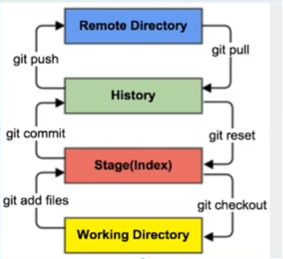 Remote Directory
git pull
git push
History
git commit
git reset
Stage(Index)
git add files
git checkout
Working Directory